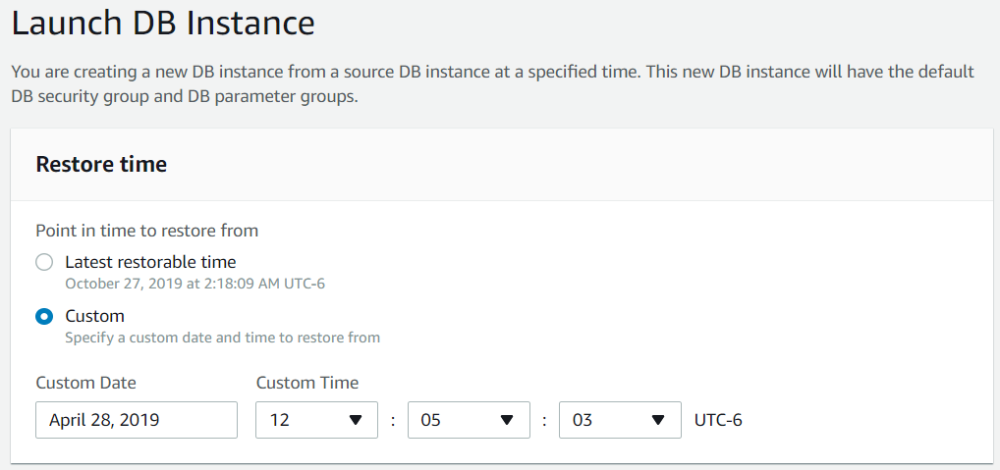 Launch DB Instance
You are creating a new DB instance from a source DB instance at a specified time. This new DB instance will have the default
DB security group and DB parameter groups.
Restore time
Point in time to restore from
Latest restorable time
October 27, 2019 at 2:18:09 AM UTC-6
Custom
Specify a custom date and time to restore from
Custom Date Custom Time
April 28, 2019 12 : 05 : 03 UTC-6